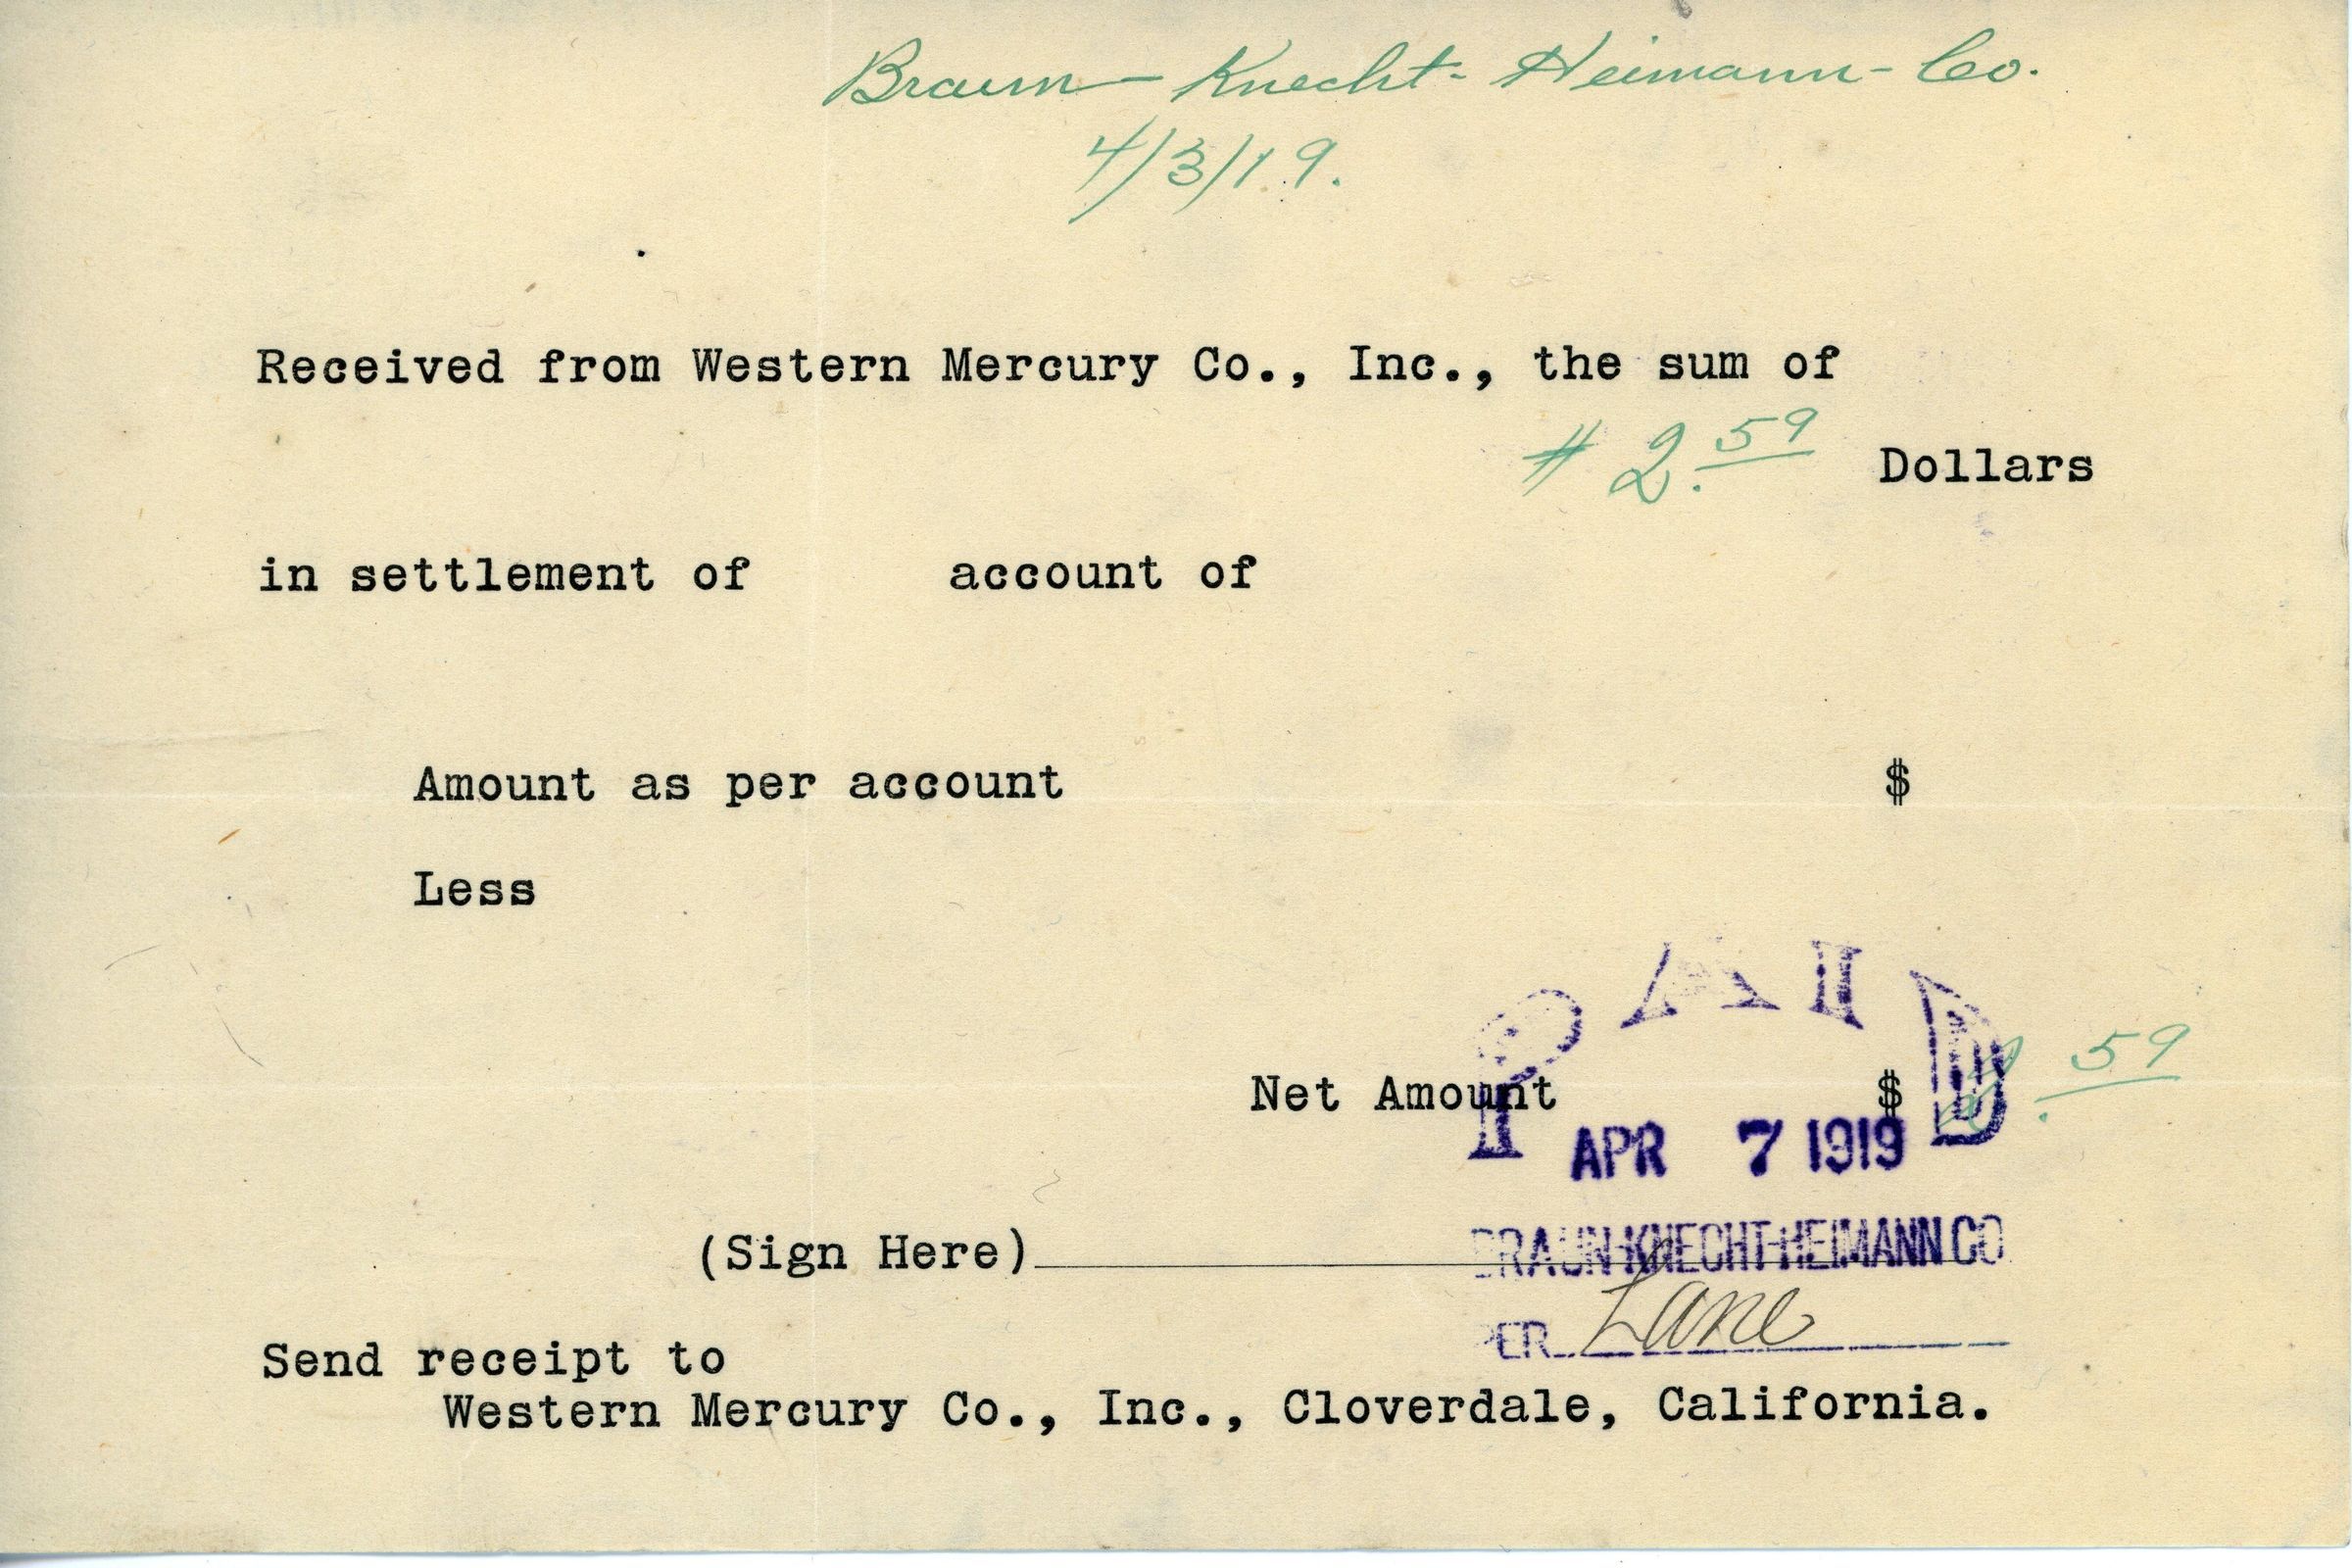 Braun-Knecht-Heimann-Co.
4/3/19.
Received from Western Mercury Co., Inc., the sum of
$ 2.59 Dollars
in settlement of account of
Amount as per account $
Less
PAID
Net Amount $ 2.59
APR 7 1919
(Sign Here) BRAUN-KNECHT-HEIMANN CO
PER Lane
Send receipt to
Western Mercury Co., Inc., Cloverdale, California.